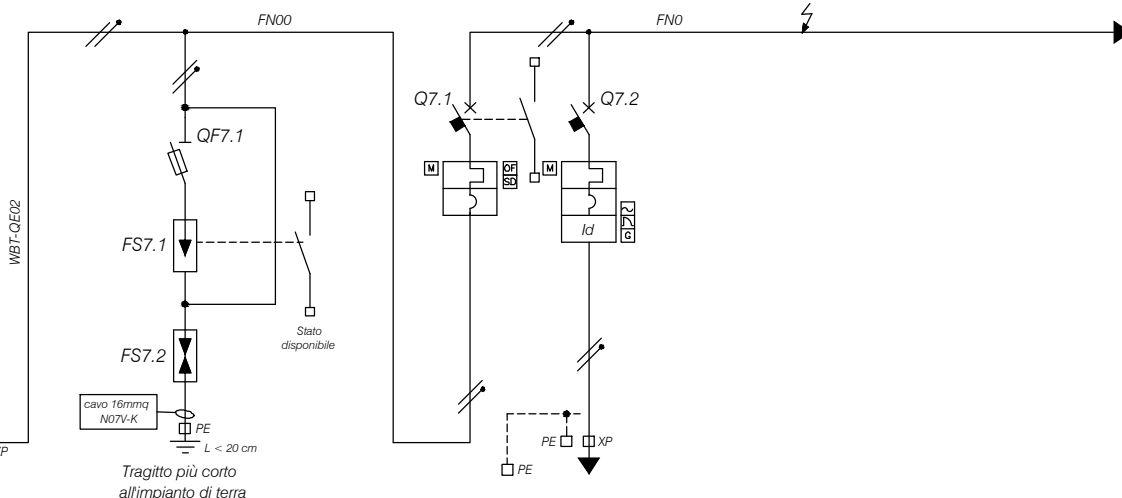 FN00
FN0
Q7.1
Q7.2
QF7.1
M
OF
SD
M
WBT-QE02
FS7.1
Id
G
Stato
disponibile
FS7.2
cavo 16mmq
N07V-K
PE
L < 20 cm
PE
XP
PE
Tragitto più corto
all'impianto di terra